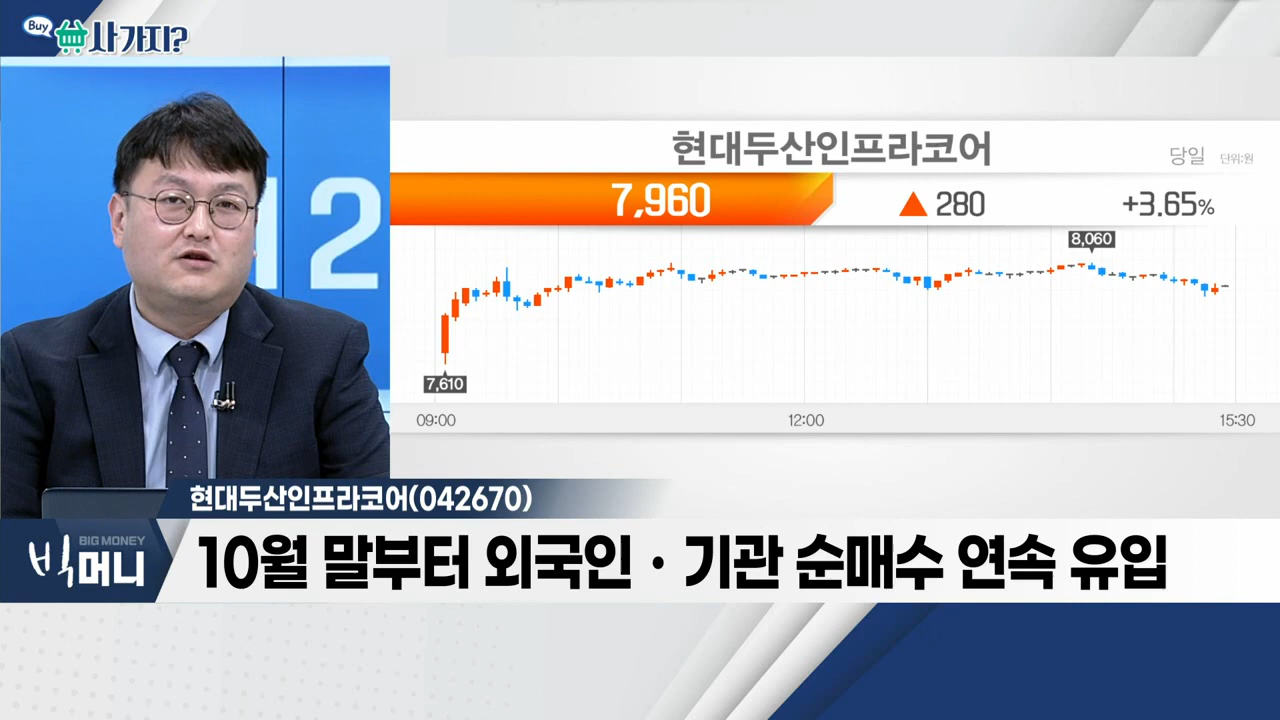 Buy
사가지?
12
현대두산인프라코어
당일 단위:원
7,960 ▲ 280 +3.65%
8,060
7,610
09:00 12:00 15:30
현대두산인프라코어(042670)
BIG MONEY
빅머니
10월 말부터 외국인·기관 순매수 연속 유입